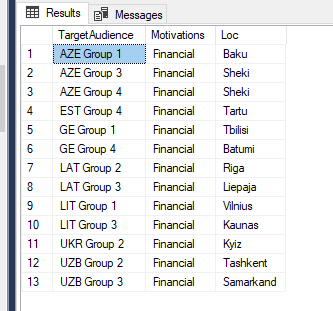 Results Messages
TargetAudience Motivations Loc
1 AZE Group 1 Financial Baku
2 AZE Group 3 Financial Sheki
3 AZE Group 4 Financial Sheki
4 EST Group 4 Financial Tartu
5 GE Group 1 Financial Tbilisi
6 GE Group 4 Financial Batumi
7 LAT Group 2 Financial Riga
8 LAT Group 3 Financial Liepaja
9 LIT Group 1 Financial Vilnius
10 LIT Group 3 Financial Kaunas
11 UKR Group 2 Financial Kyiz
12 UZB Group 2 Financial Tashkent
13 UZB Group 3 Financial Samarkand